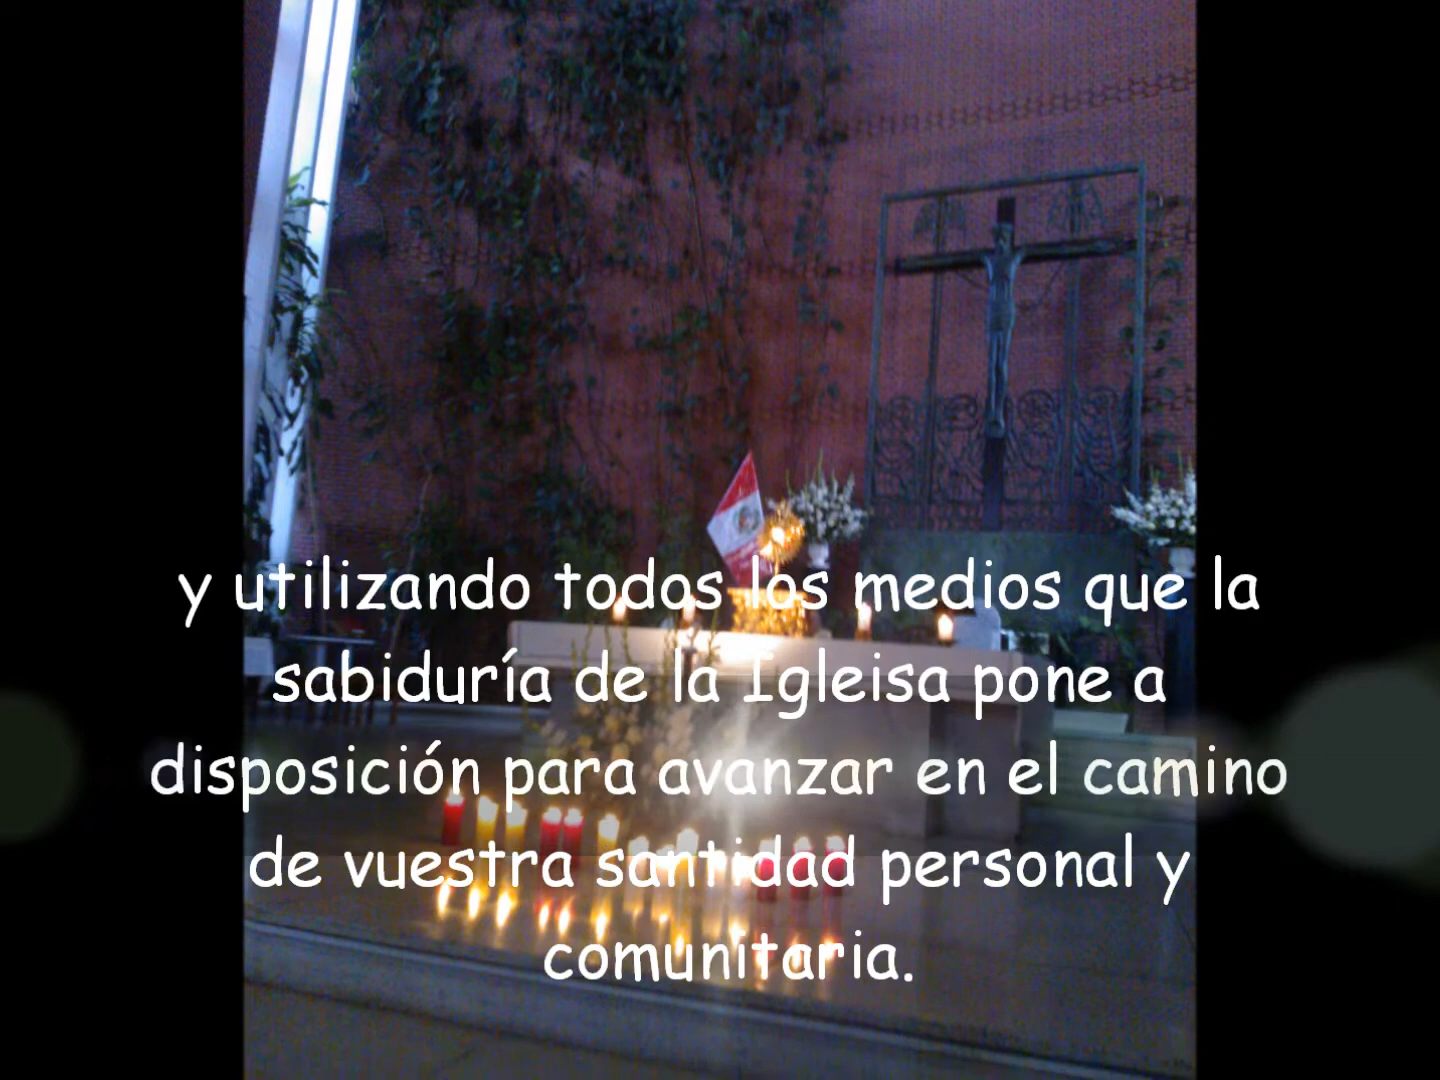 y utilizando todos los medios que la
sabiduría de la Igleisa pone a
disposición para avanzar en el camino
de vuestra santidad personal y
comunitaria.